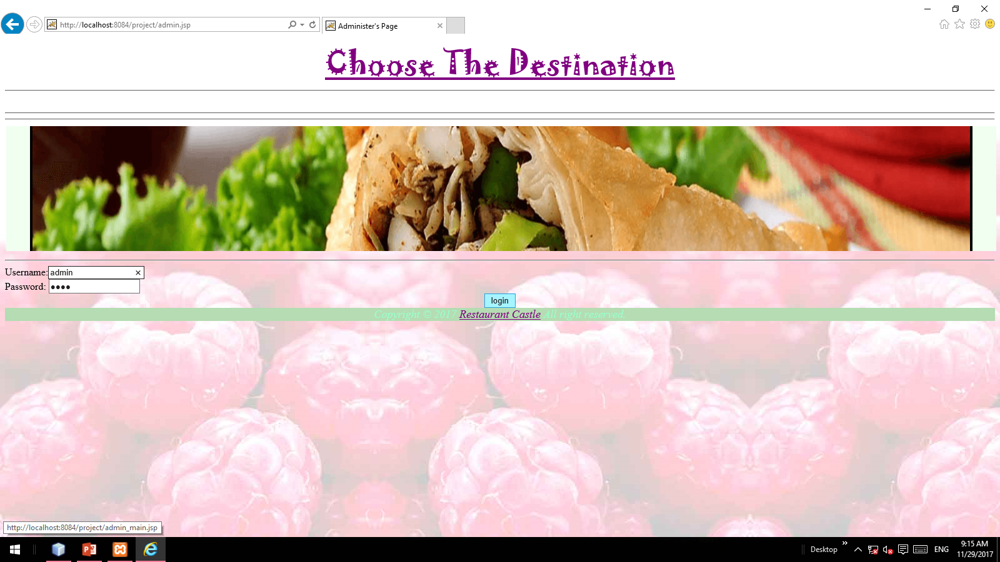 http://localhost:8084/project/admin.jsp
Administer's Page
Choose The Destination
Username: admin
Password: ●●●●
login
Copyright © 2017 Restaurant Castle All right reserved.
http://localhost:8084/project/admin_main.jsp
Desktop
ENG
9:15 AM
11/29/2017